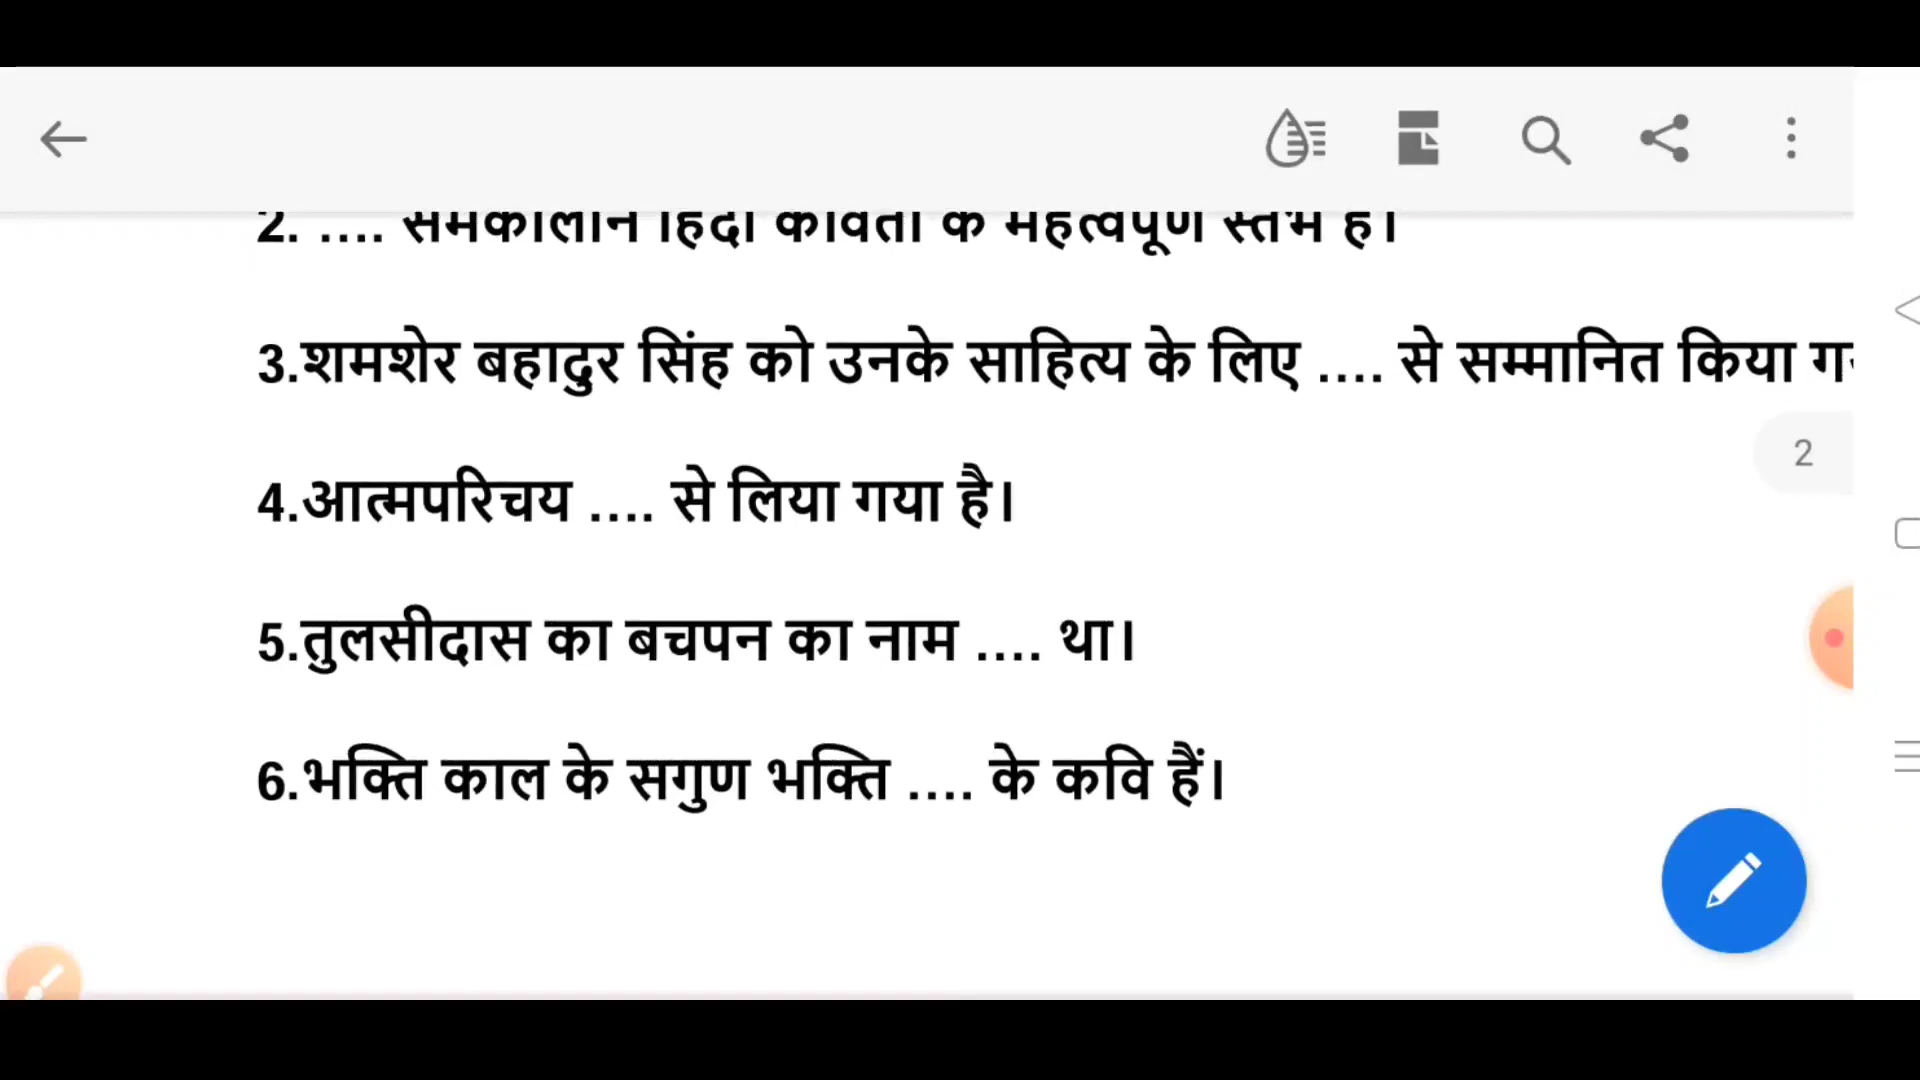 2. .... समकालीन हिंदी कविता के महत्वपूर्ण स्तंभ हैं।
3.शमशेर बहादुर सिंह को उनके साहित्य के लिए .... से सम्मानित किया
2
4.आत्मपरिचय .... से लिया गया है।
5.तुलसीदास का बचपन का नाम .... था।
6.भक्ति काल के सगुण भक्ति .... के कवि हैं।